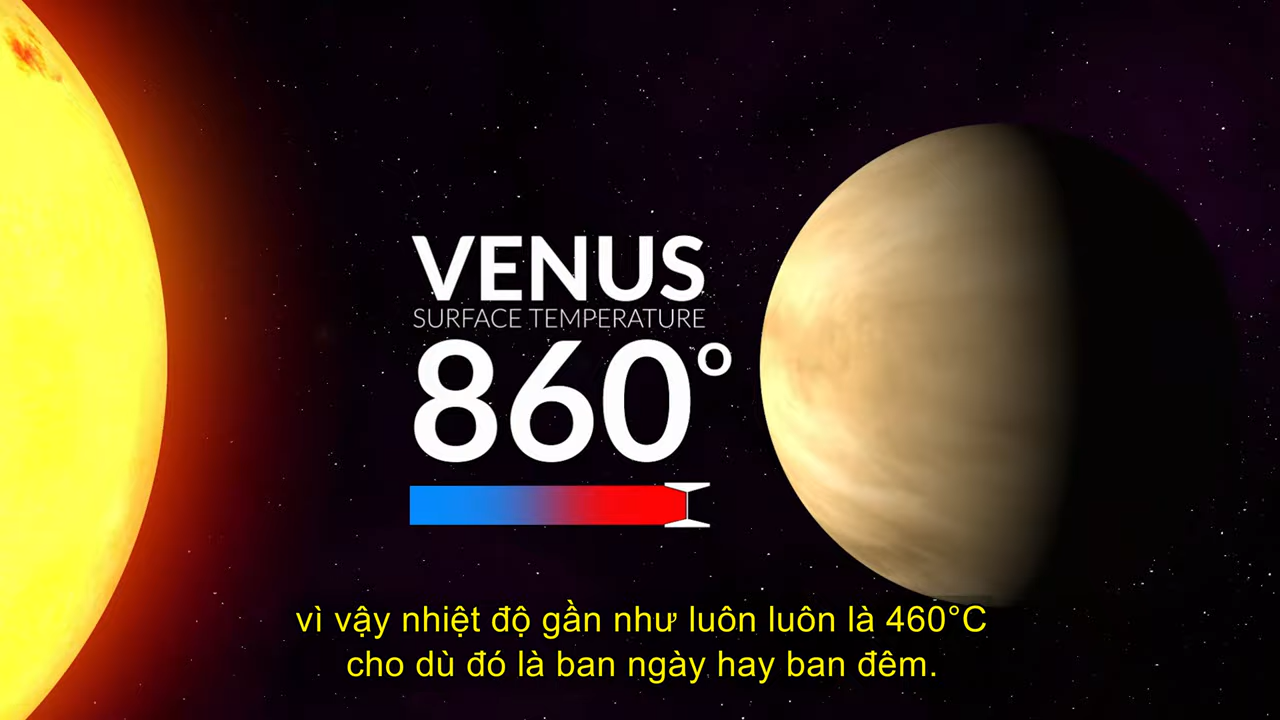 VENUS
SURFACE TEMPERATURE
860°
vì vậy nhiệt độ gần như luôn luôn là 460°C
cho dù đó là ban ngày hay ban đêm.